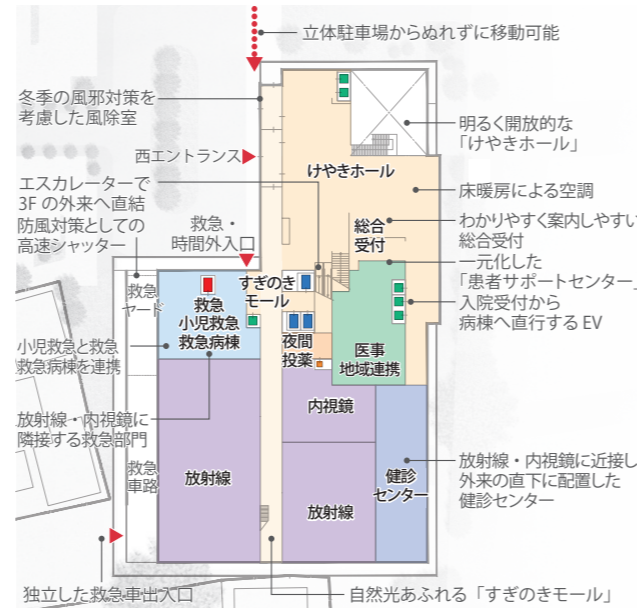 立体駐車場からぬれずに移動可能
冬季の風邪対策を
考慮した風除室
明るく開放的な
「けやきホール」
西エントランス
けやきホール
エスカレーターで
3Fの外来へ直結
床暖房による空調
防風対策としての
高速シャッター
救急・
時間外入口
総合
受付
わかりやすく案内しやすい
総合受付
一元化した
「患者サポートセンター」
救急
ヤード
すぎのき
モール
救急
小児救急
救急病棟
入院受付から
病棟へ直行するEV
夜間
投薬
医事
地域連携
小児救急と救急
救急病棟を連携
内視鏡
放射線・内視鏡に
隣接する救急部門
救急
車路
放射線
放射線
健診
センター
放射線・内視鏡に近接し
外来の直下に配置した
健診センター
独立した救急車出入口
自然光あふれる「すぎのきモール」